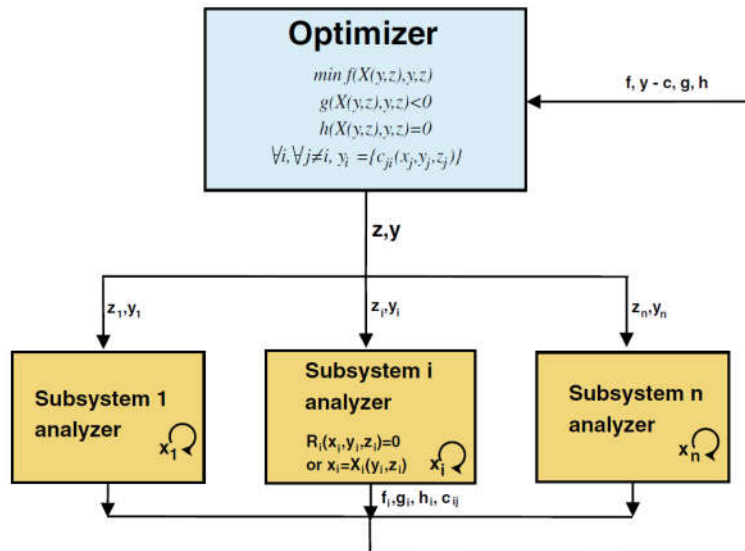 Optimizer
min f(X(y,z),y,z)
g(X(y,z),y,z)<0
h(X(y,z),y,z)=0
∀i,∀j≠i, yᵢ ={cⱼᵢ(xⱼ,yⱼ,zⱼ)}
f, y - c, g, h
z,y
z₁,y₁
zᵢ,yᵢ
zₙ,yₙ
Subsystem 1
analyzer
x₁
Subsystem i
analyzer
Rᵢ(xᵢ,yᵢ,zᵢ)=0
or xᵢ=Xᵢ(yᵢ,zᵢ)
xᵢ
Subsystem n
analyzer
xₙ
fᵢ,gᵢ, hᵢ, cᵢⱼ